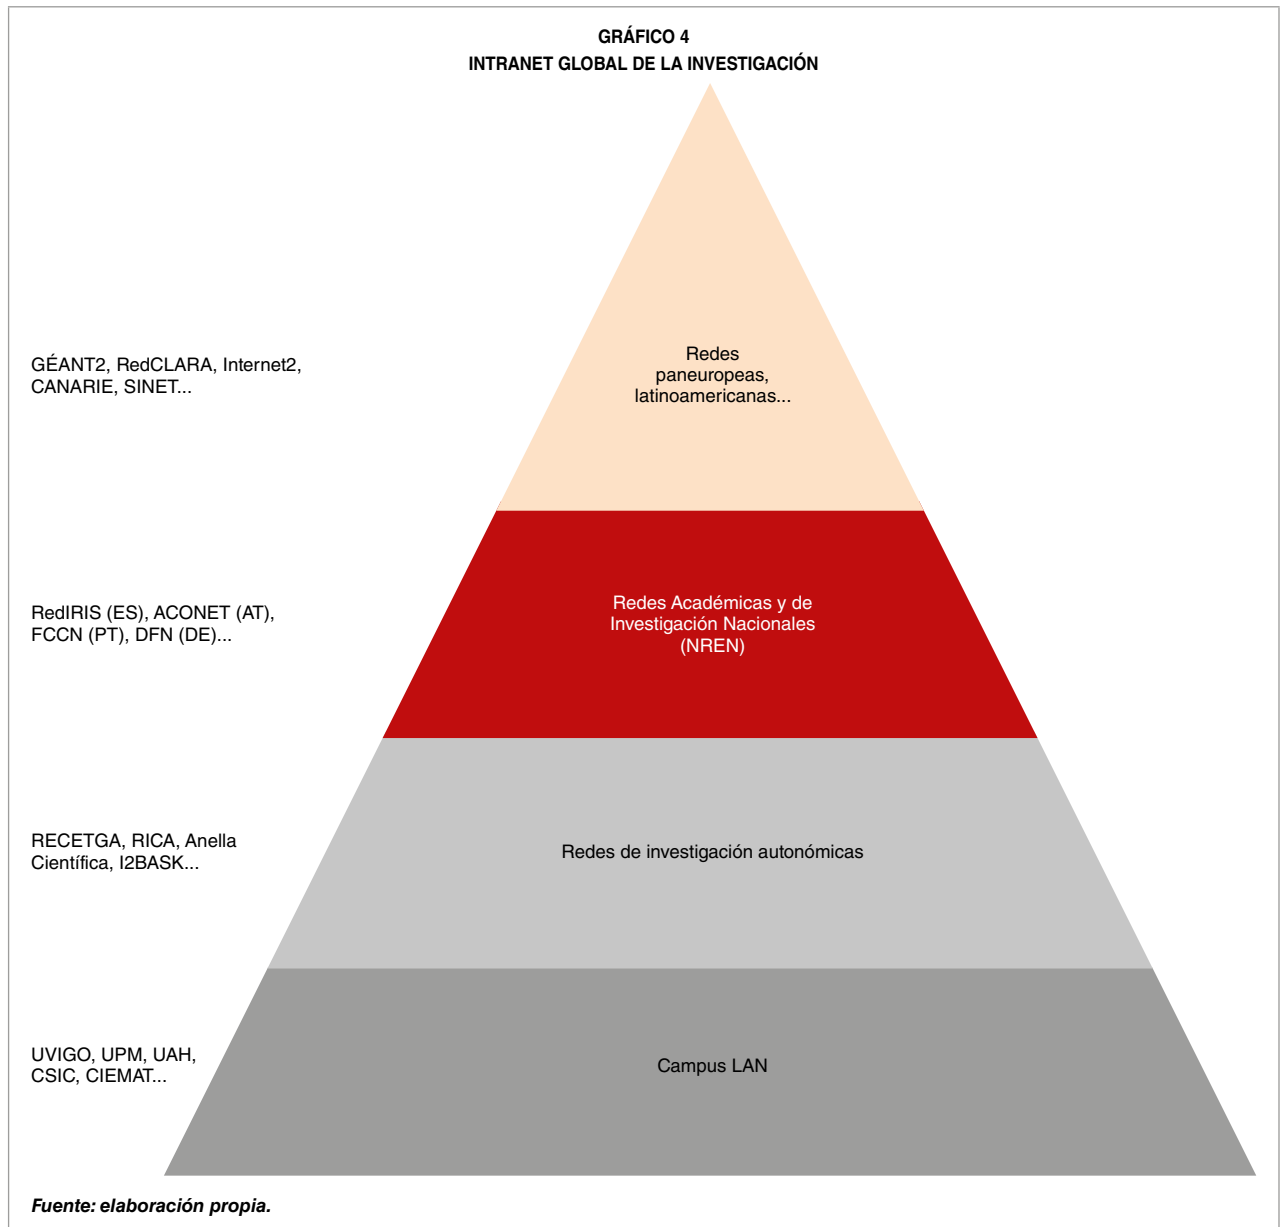 GRÁFICO 4
INTRANET GLOBAL DE LA INVESTIGACIÓN
GÉANT2, RedCLARA, Internet2,
CANARIE, SINET...
Redes
paneuropeas,
latinoamericanas...
RedIRIS (ES), ACONET (AT),
FCCN (PT), DFN (DE)...
Redes Académicas y de
Investigación Nacionales
(NREN)
RECETGA, RICA, Anella
Científica, I2BASK...
Redes de investigación autonómicas
UVIGO, UPM, UAH,
CSIC, CIEMAT...
Campus LAN
Fuente: elaboración propia.